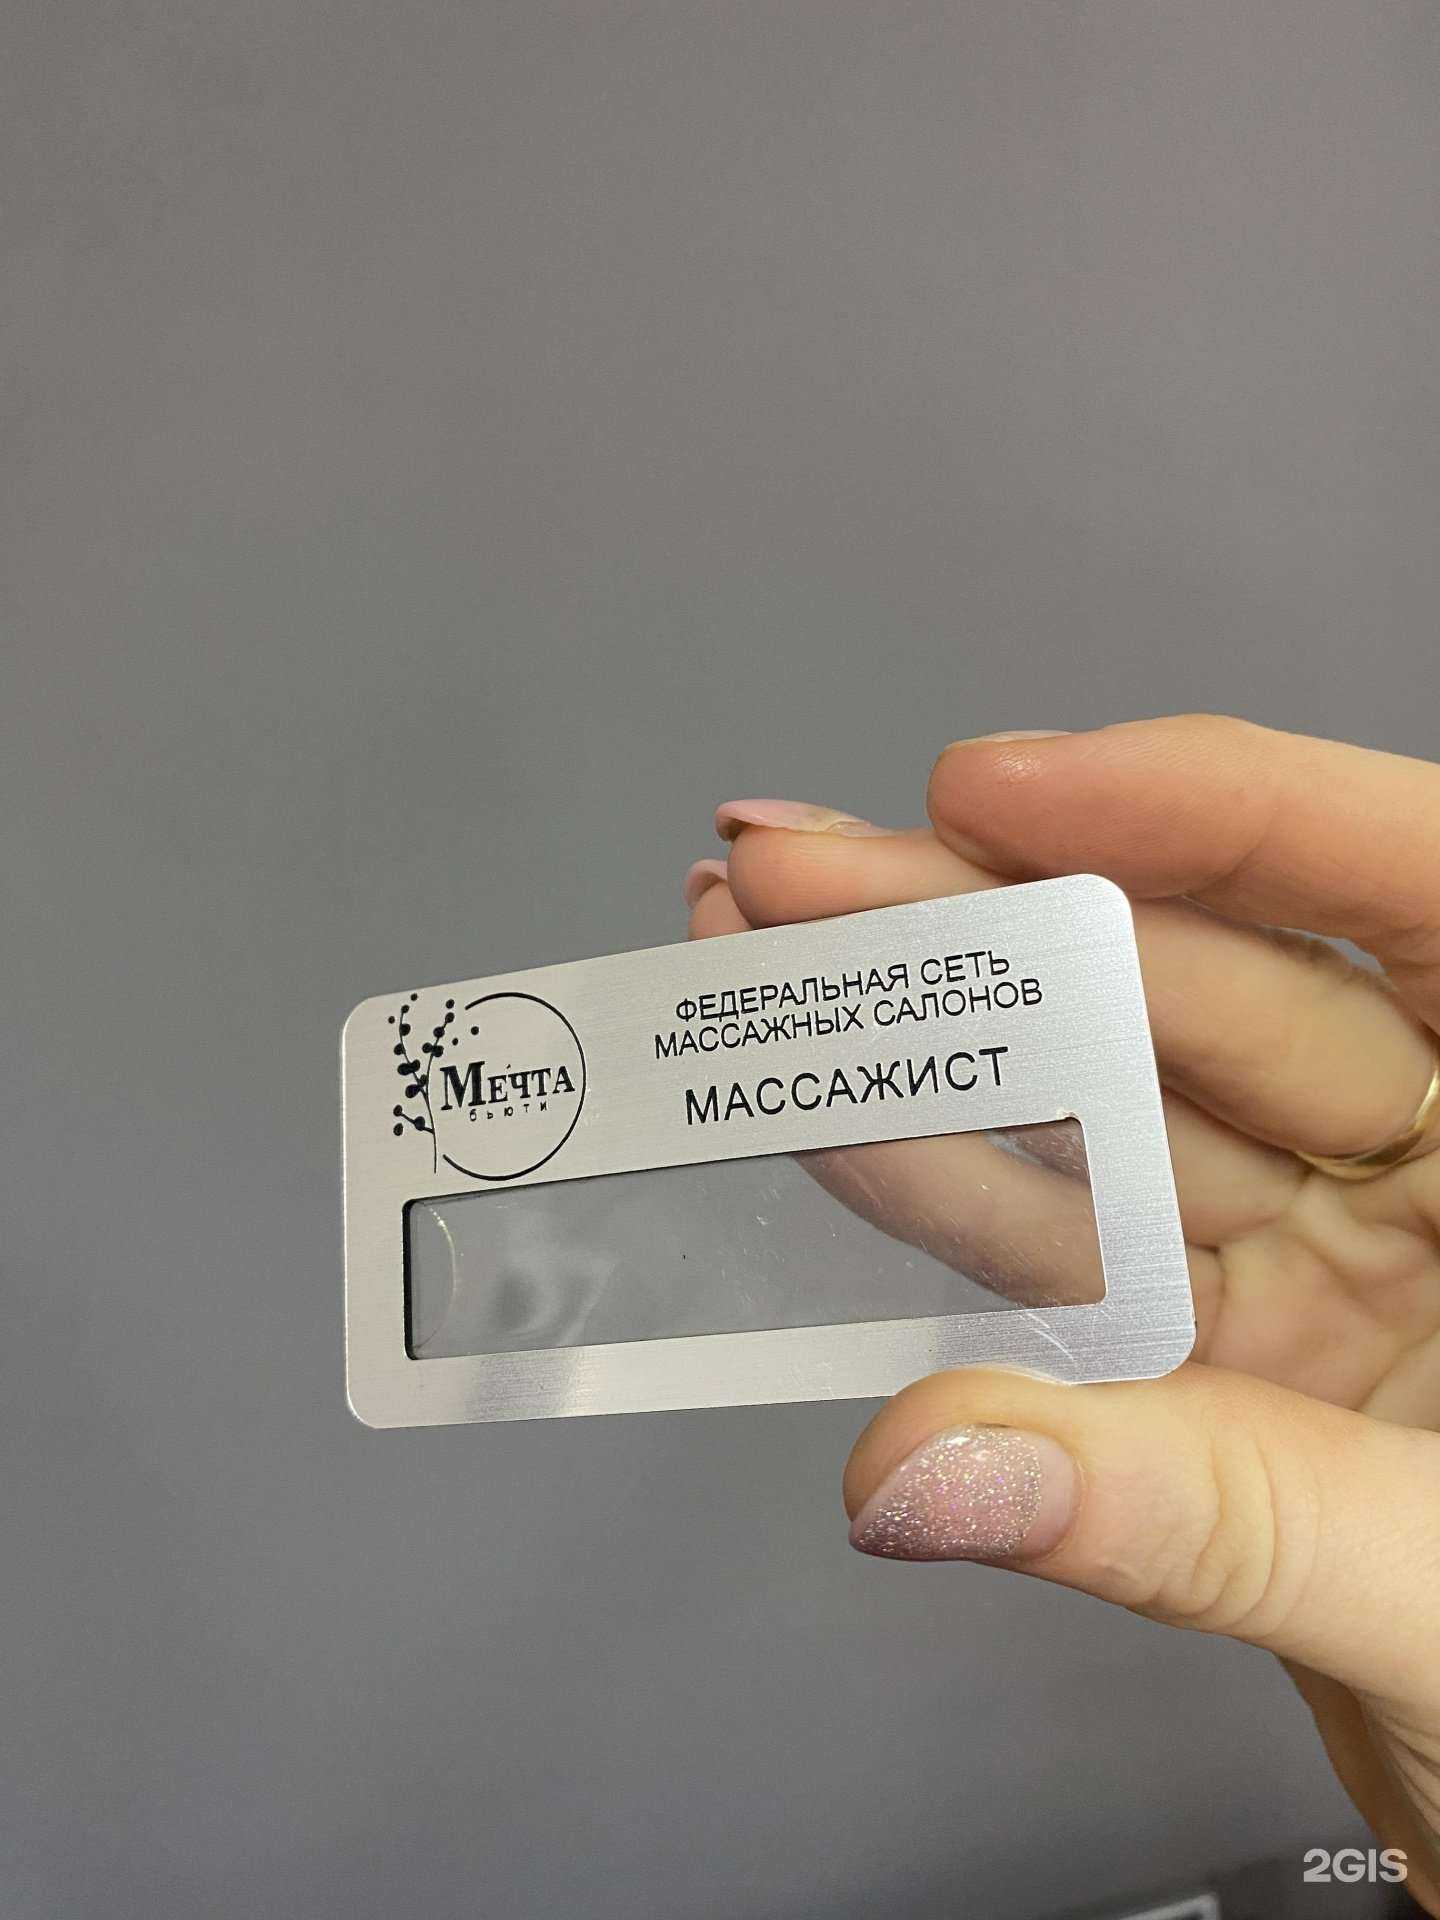 ФЕДЕРАЛЬНАЯ СЕТЬ
МАССАЖНЫХ САЛОНОВ
МАССАЖИСТ
МЕЧТА
бьюти
2GIS